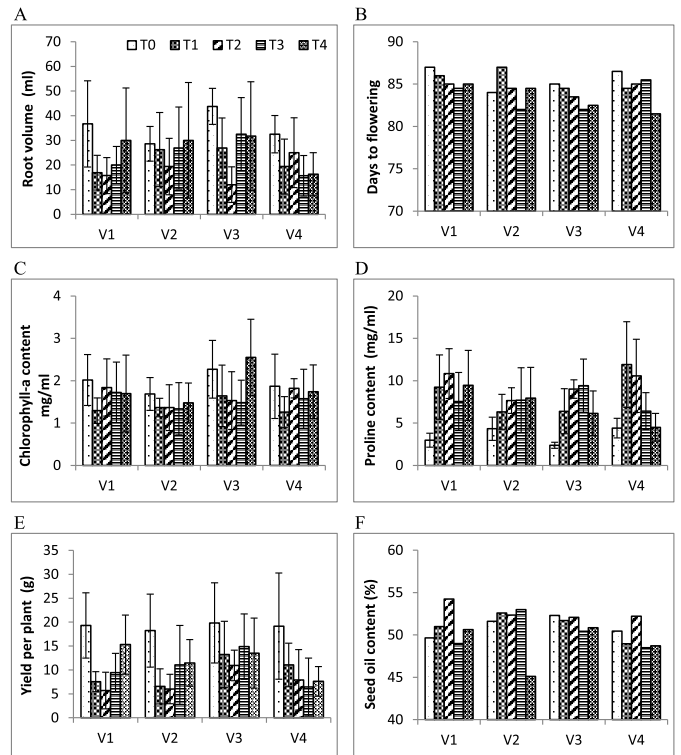 A
Root volume (ml)
70
60
50
40
30
20
10
0
T0 T1 T2 T3 T4
V1 V2 V3 V4
B
Days to flowering
90
85
80
75
70
V1 V2 V3 V4
C
Chlorophyll-a content
mg/ml
4
3
2
1
0
V1 V2 V3 V4
D
Proline content (mg/ml)
20
15
10
5
0
V1 V2 V3 V4
E
Yield per plant (g)
35
30
25
20
15
10
5
0
V1 V2 V3 V4
F
Seed oil content (%)
60
55
50
45
40
V1 V2 V3 V4